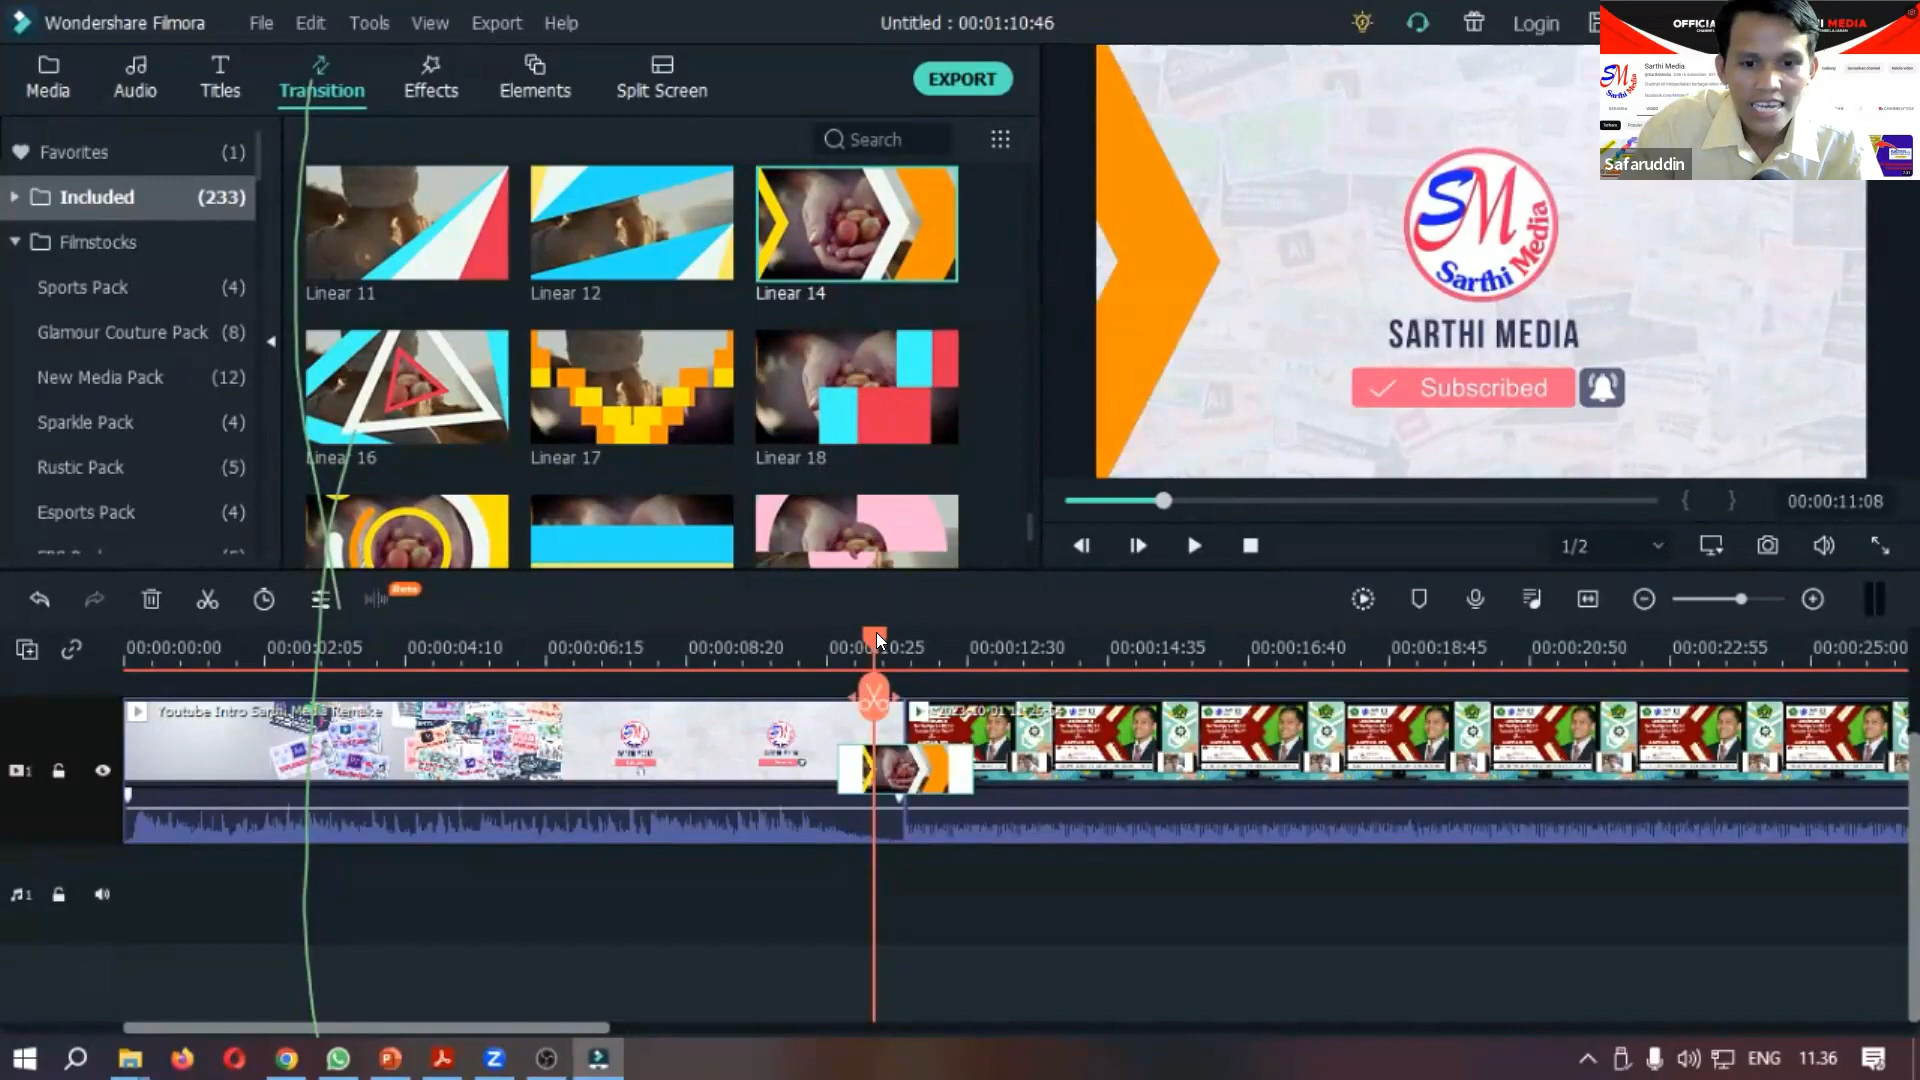 Wondershare Filmora
File Edit Tools View Export Help
Untitled : 00:01:10:46
Login
Media
Audio
Titles
Transition
Effects
Elements
Split Screen
EXPORT
Favorites (1)
Included (233)
Filmstocks
Sports Pack (4)
Glamour Couture Pack (8)
New Media Pack (12)
Sparkle Pack (4)
Rustic Pack (5)
Esports Pack (4)
Search
Linear 11
Linear 12
Linear 14
Linear 16
Linear 17
Linear 18
SM
Sarthi Media
SARTHI MEDIA
Subscribed
MEDIA
Sarthi Media
Safaruddin
00:00:11:08
1/2
Beta
00:00:00:00
00:00:02:05
00:00:04:10
00:00:06:15
00:00:08:20
00:00:10:25
00:00:12:30
00:00:14:35
00:00:16:40
00:00:18:45
00:00:20:50
00:00:22:55
00:00:25:00
Youtube Intro Sarthi Media Remake
1
1
ENG
11.36